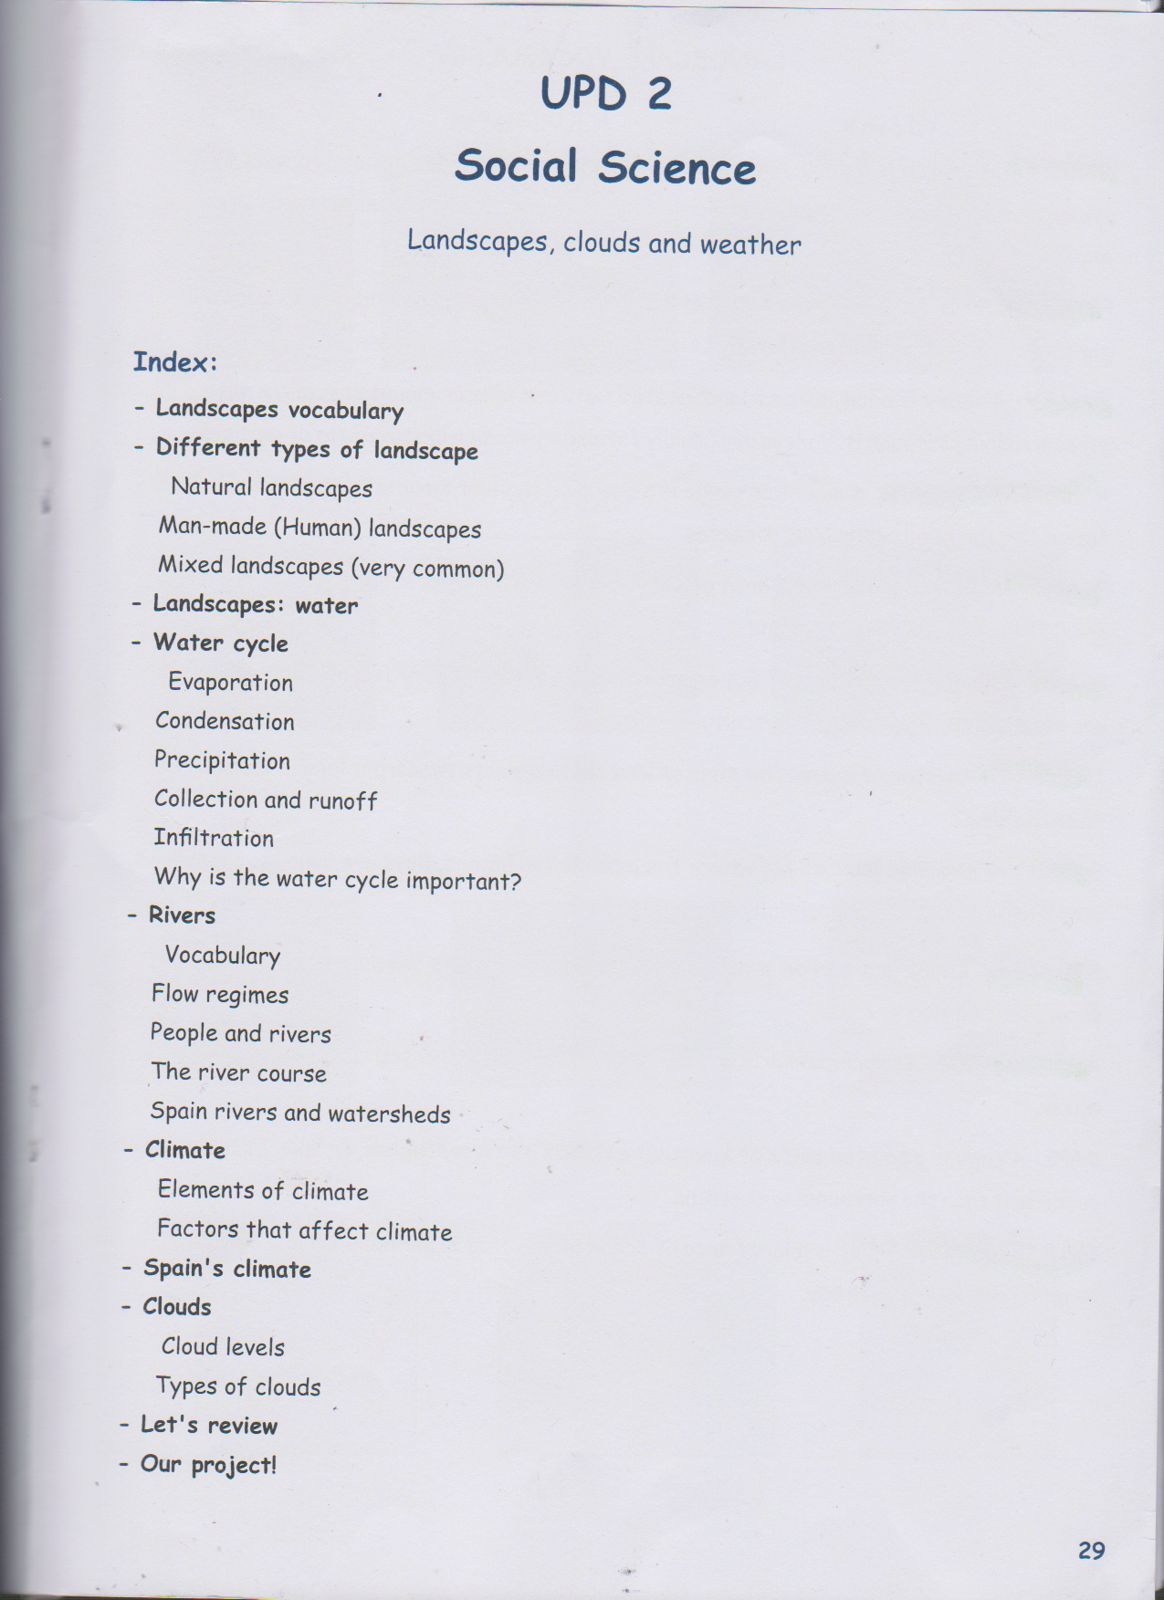 UPD 2
Social Science
Landscapes, clouds and weather
Index:
- Landscapes vocabulary
- Different types of landscape
Natural landscapes
Man-made (Human) landscapes
Mixed landscapes (very common)
- Landscapes: water
- Water cycle
Evaporation
Condensation
Precipitation
Collection and runoff
Infiltration
Why is the water cycle important?
- Rivers
Vocabulary
Flow regimes
People and rivers
The river course
Spain rivers and watersheds
- Climate
Elements of climate
Factors that affect climate
- Spain's climate
- Clouds
Cloud levels
Types of clouds
- Let's review
- Our project!
29